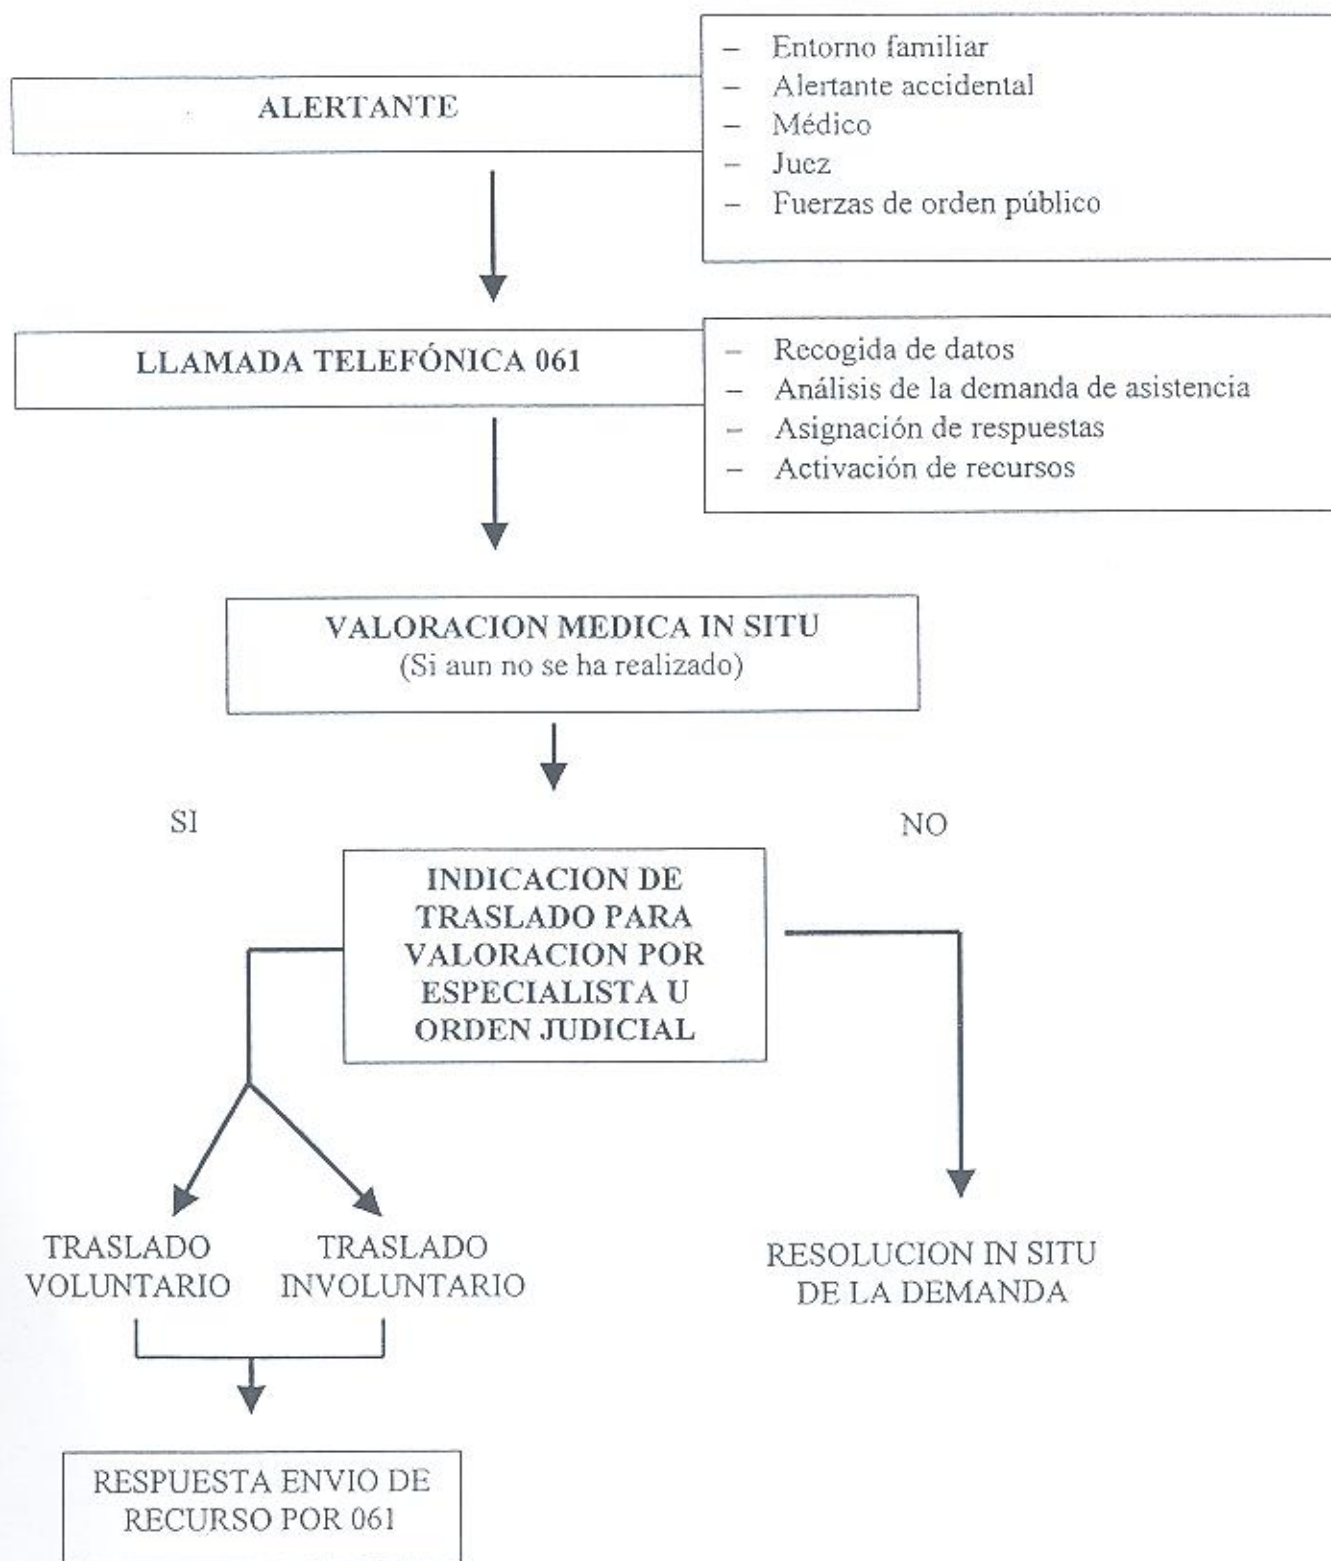 ALERTANTE
– Entorno familiar
– Alertante accidental
– Médico
– Juez
– Fuerzas de orden público
LLAMADA TELEFÓNICA 061
– Recogida de datos
– Análisis de la demanda de asistencia
– Asignación de respuestas
– Activación de recursos
VALORACION MEDICA IN SITU
(Si aun no se ha realizado)
SI
NO
INDICACION DE
TRASLADO PARA
VALORACION POR
ESPECIALISTA U
ORDEN JUDICIAL
TRASLADO
VOLUNTARIO
TRASLADO
INVOLUNTARIO
RESOLUCION IN SITU
DE LA DEMANDA
RESPUESTA ENVIO DE
RECURSO POR 061